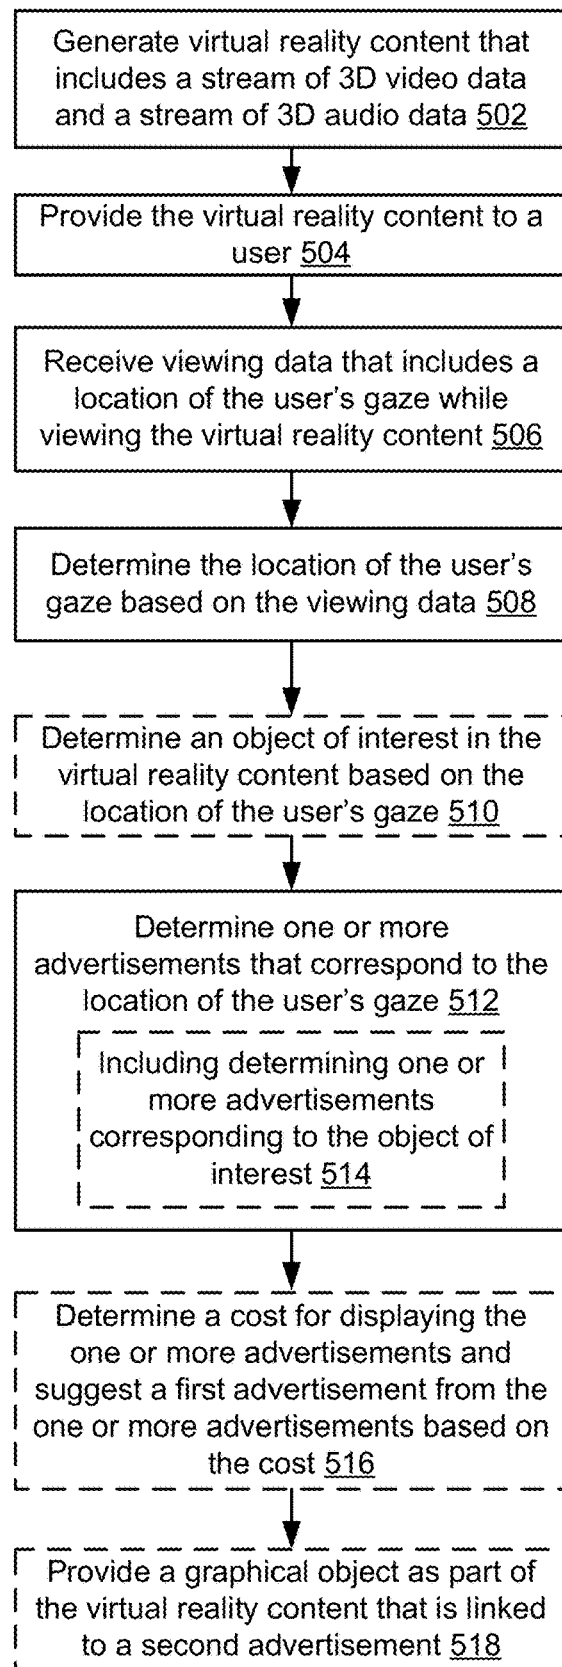 Generate virtual reality content that
includes a stream of 3D video data
and a stream of 3D audio data 502
Provide the virtual reality content to a
user 504
Receive viewing data that includes a
location of the user's gaze while
viewing the virtual reality content 506
Determine the location of the user's
gaze based on the viewing data 508
Determine an object of interest in the
virtual reality content based on the
location of the user's gaze 510
Determine one or more
advertisements that correspond to the
location of the user's gaze 512
Including determining one or
more advertisements
corresponding to the object of
interest 514
Determine a cost for displaying the
one or more advertisements and
suggest a first advertisement from the
one or more advertisements based on
the cost 516
Provide a graphical object as part of
the virtual reality content that is linked
to a second advertisement 518